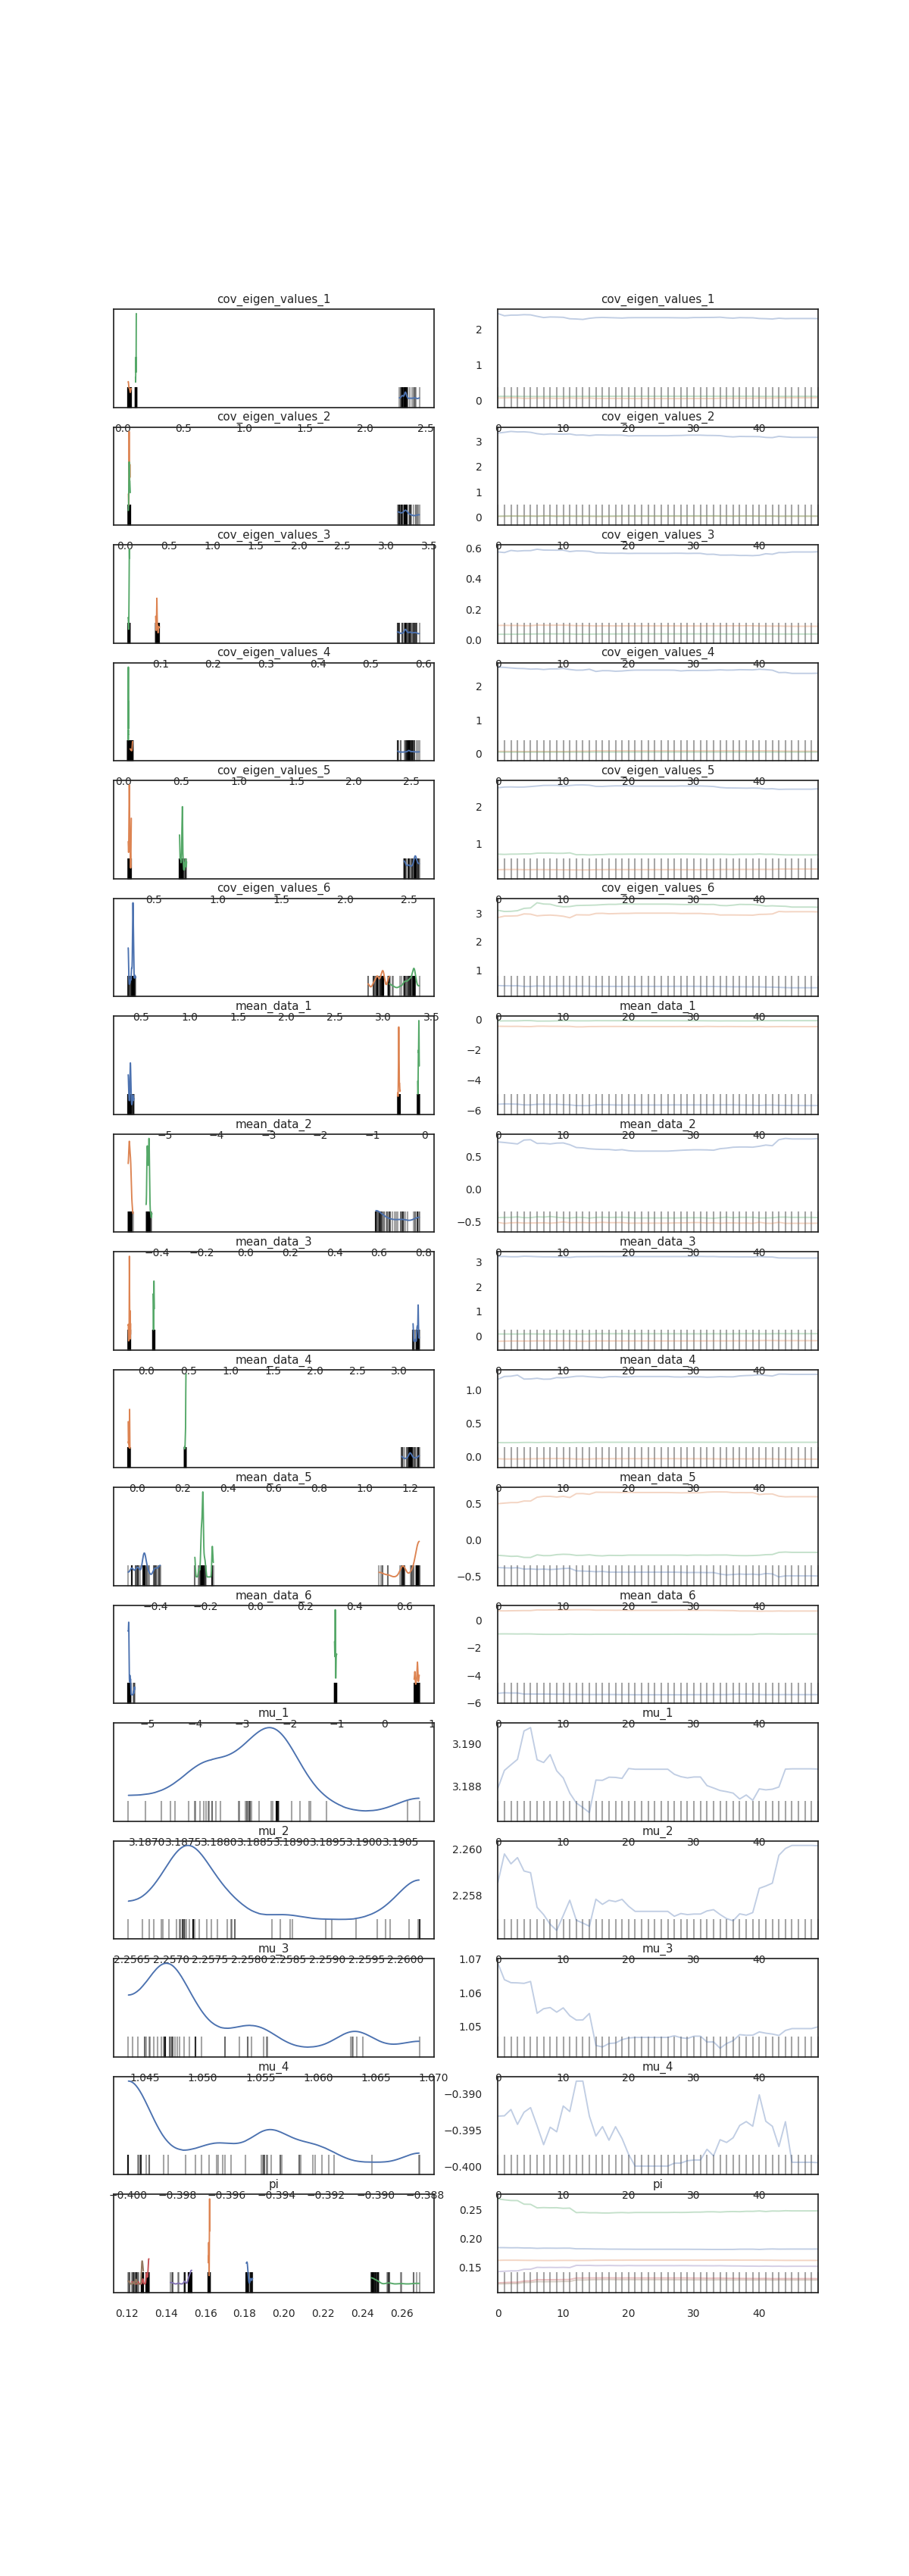 cov_eigen_values_1 cov_eigen_values_1
2
1
0
cov_eigen_values_2 cov_eigen_values_2
0.0 0.5 1.0 1.5 2.0 2.5 0 10 20 30 40
3
2
1
0
cov_eigen_values_3 cov_eigen_values_3
0.0 0.5 1.0 1.5 2.0 2.5 3.0 3.5 0 10 20 30 40
0.6
0.4
0.2
0.0
cov_eigen_values_4 cov_eigen_values_4
0.1 0.2 0.3 0.4 0.5 0.6 0 10 20 30 40
2
1
0
cov_eigen_values_5 cov_eigen_values_5
0.0 0.5 1.0 1.5 2.0 2.5 0 10 20 30 40
2
1
cov_eigen_values_6 cov_eigen_values_6
0.5 1.0 1.5 2.0 2.5 0 10 20 30 40
3
2
1
mean_data_1 mean_data_1
0.5 1.0 1.5 2.0 2.5 3.0 3.5 0 10 20 30 40
0
−2
−4
−6
mean_data_2 mean_data_2
−5 −4 −3 −2 −1 0 0 10 20 30 40
0.5
0.0
−0.5
mean_data_3 mean_data_3
−0.4 −0.2 0.0 0.2 0.4 0.6 0.8 0 10 20 30 40
3
2
1
0
mean_data_4 mean_data_4
0.0 0.5 1.0 1.5 2.0 2.5 3.0 0 10 20 30 40
1.0
0.5
0.0
mean_data_5 mean_data_5
0.0 0.2 0.4 0.6 0.8 1.0 1.2 0 10 20 30 40
0.5
0.0
−0.5
mean_data_6 mean_data_6
−0.4 −0.2 0.0 0.2 0.4 0.6 0 10 20 30 40
0
−2
−4
−6
mu_1 mu_1
−5 −4 −3 −2 −1 0 1 0 10 20 30 40
3.190
3.188
mu_2 mu_2
3.1870 3.1875 3.1880 3.1885 3.1890 3.1895 3.1900 3.1905 0 10 20 30 40
2.260
2.258
mu_3 mu_3
2.2565 2.2570 2.2575 2.2580 2.2585 2.2590 2.2595 2.2600 0 10 20 30 40
1.07
1.06
1.05
mu_4 mu_4
1.045 1.050 1.055 1.060 1.065 1.070 0 10 20 30 40
−0.390
−0.395
−0.400
pi pi
−0.400 −0.398 −0.396 −0.394 −0.392 −0.390 −0.388 0 10 20 30 40
0.25
0.20
0.15
0.12 0.14 0.16 0.18 0.20 0.22 0.24 0.26 0 10 20 30 40